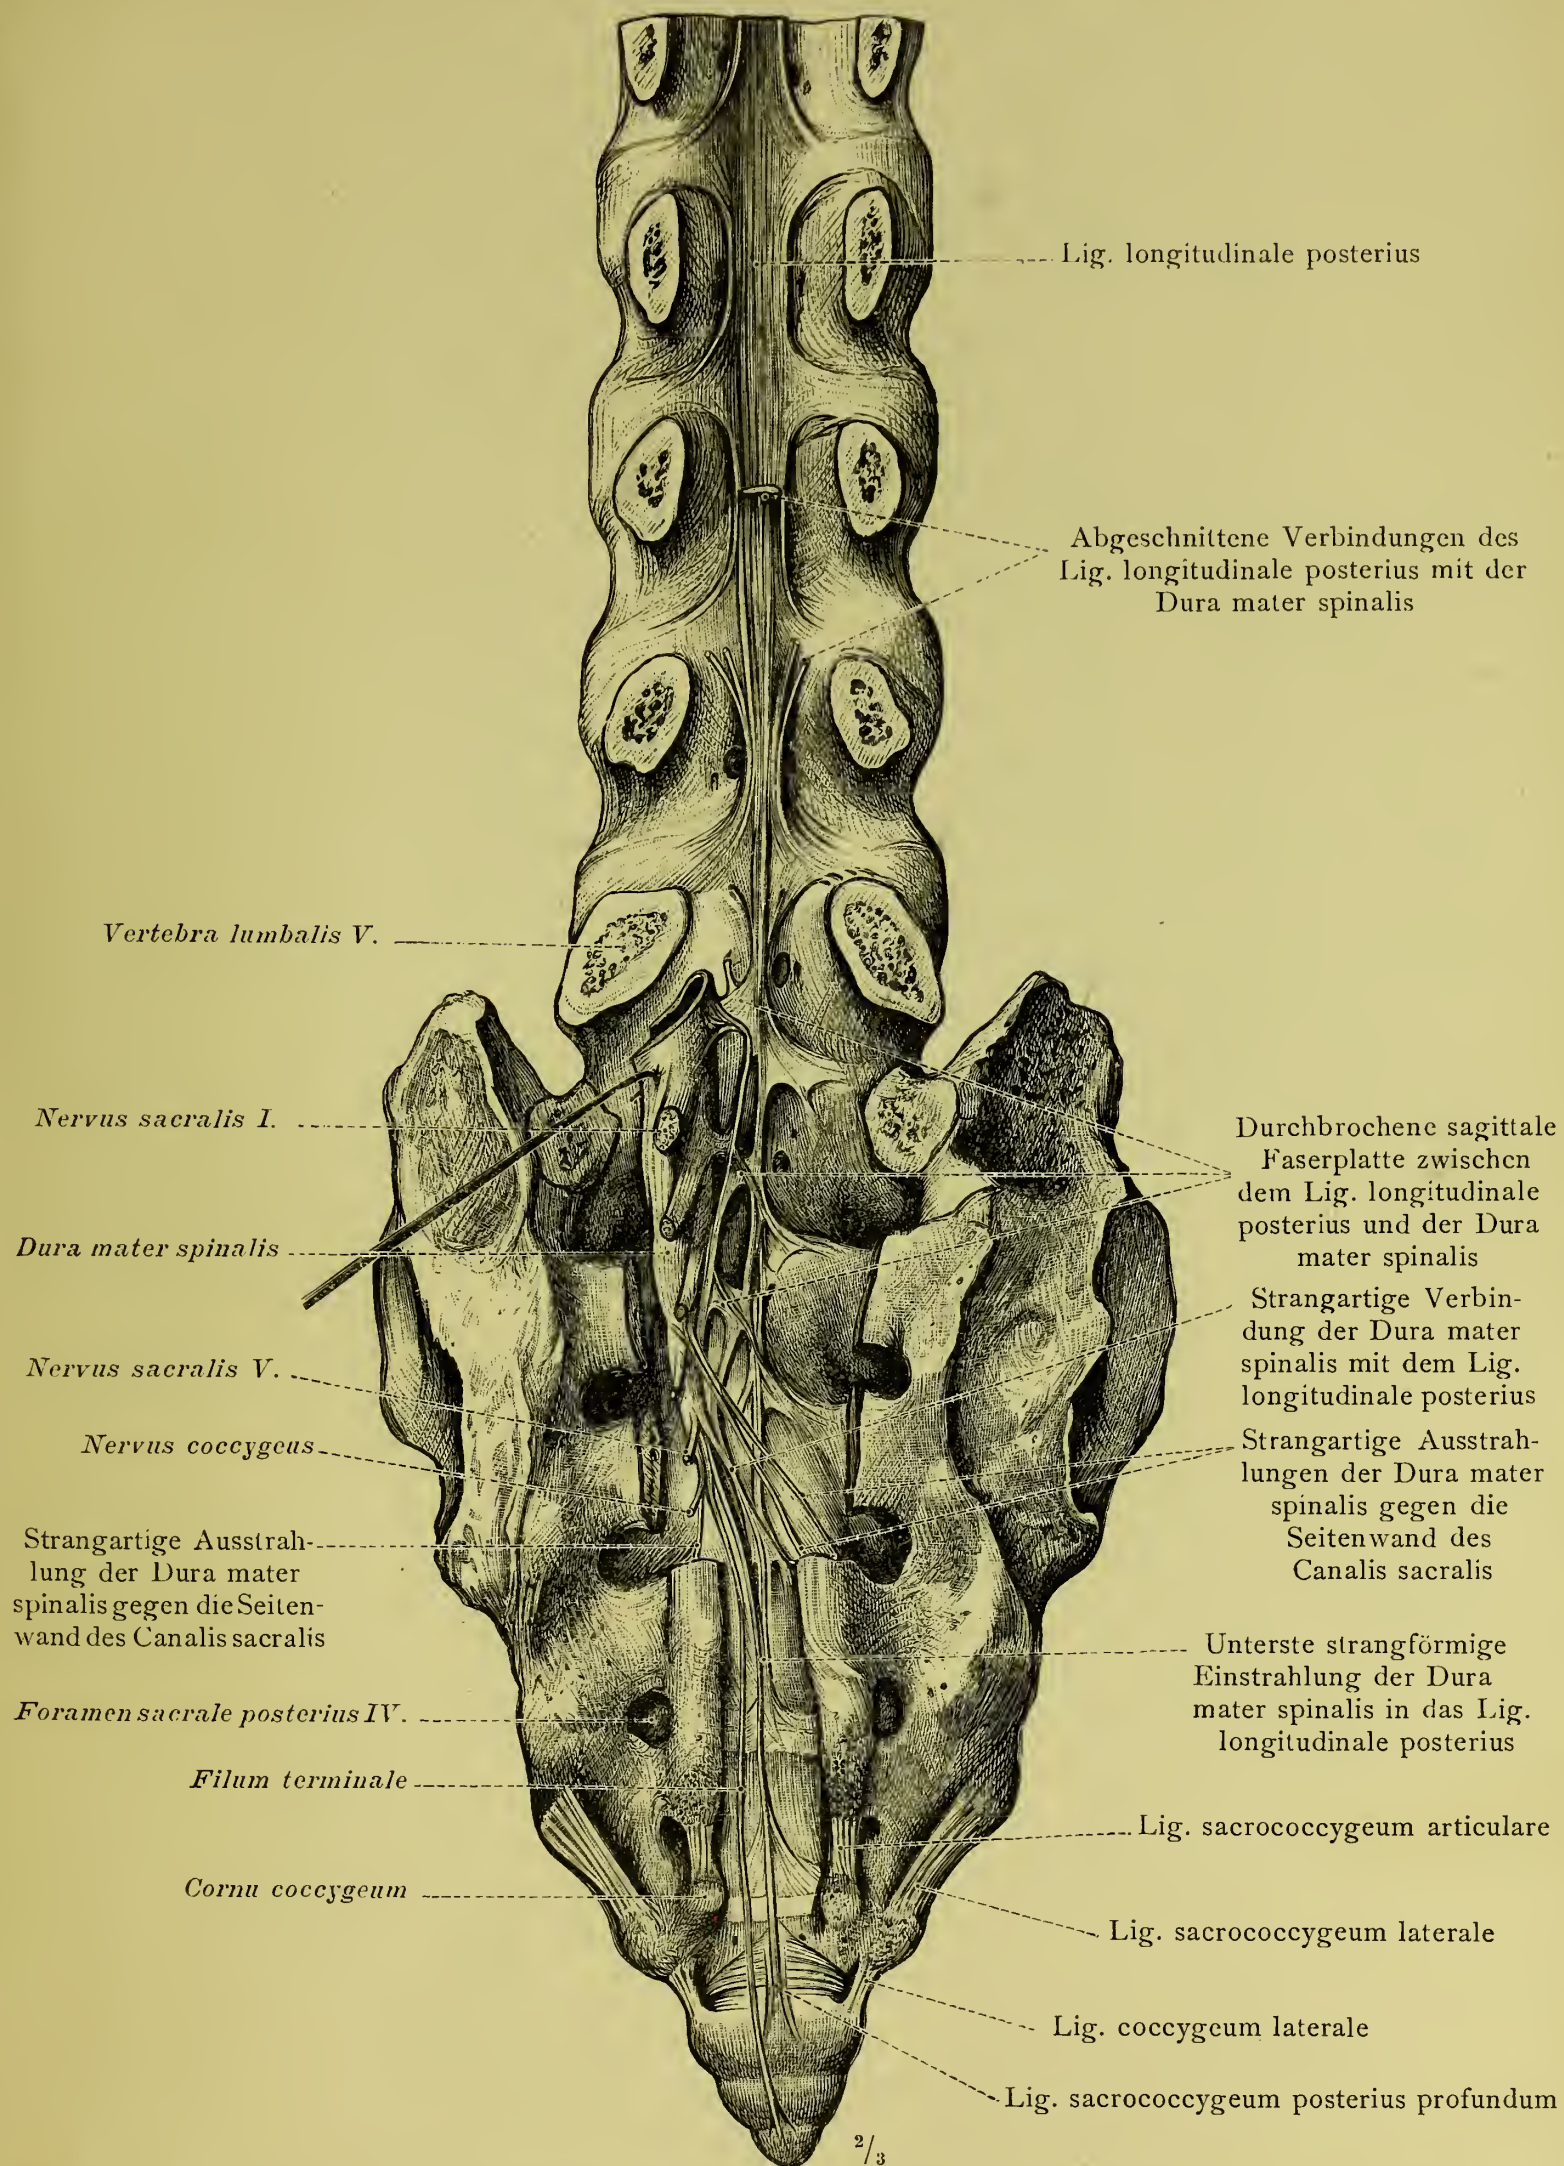 Lig. longitudinale posterius
Abgeschnittene Verbindungen des
Lig. longitudinale posterius mit der
Dura mater spinalis
Vertebra lumbalis V.
Nervus sacralis I.
Dura mater spinalis
Nervus sacralis V.
Nervus coccygeus
Strangartige Ausstrah-
lung der Dura mater
spinalis gegen die Seiten-
wand des Canalis sacralis
Foramen sacrale posterius IV.
Filum terminale
Cornu coccygeum
Durchbrochene sagittale
Faserplatte zwischen
dem Lig. longitudinale
posterius und der Dura
mater spinalis
Strangartige Verbin-
dung der Dura mater
spinalis mit dem Lig.
longitudinale posterius
Strangartige Ausstrah-
lungen der Dura mater
spinalis gegen die
Seitenwand des
Canalis sacralis
Unterste strangförmige
Einstrahlung der Dura
mater spinalis in das Lig.
longitudinale posterius
Lig. sacrococcygeum articulare
Lig. sacrococcygeum laterale
Lig. coccygeum laterale
Lig. sacrococcygeum posterius profundum
2/3